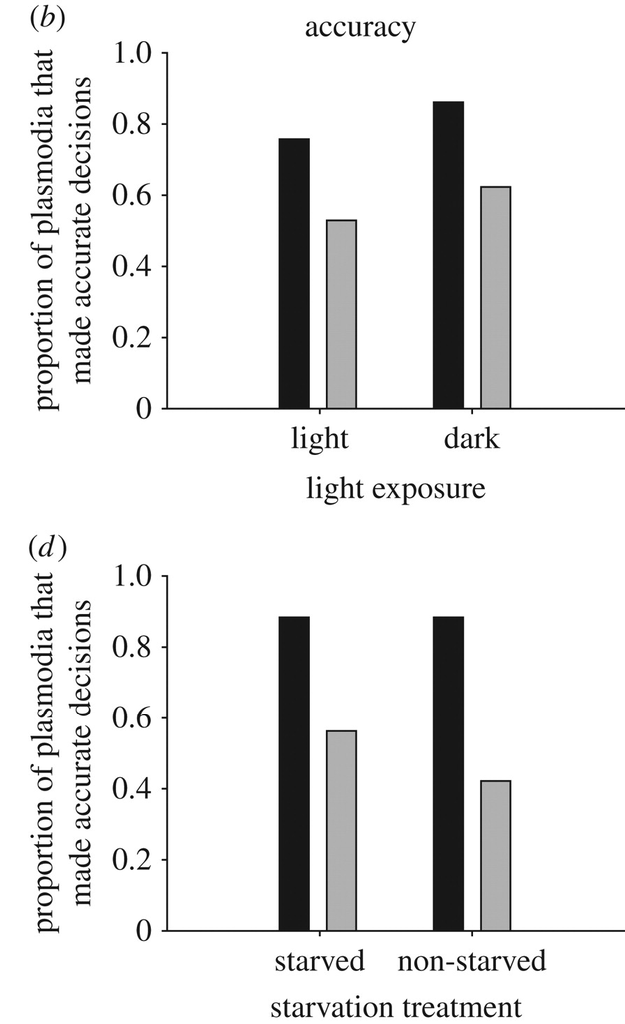 (b)
accuracy
proportion of plasmodia that
made accurate decisions
1.0
0.8
0.6
0.4
0.2
0
light dark
light exposure
(d)
proportion of plasmodia that
made accurate decisions
1.0
0.8
0.6
0.4
0.2
0
starved non-starved
starvation treatment